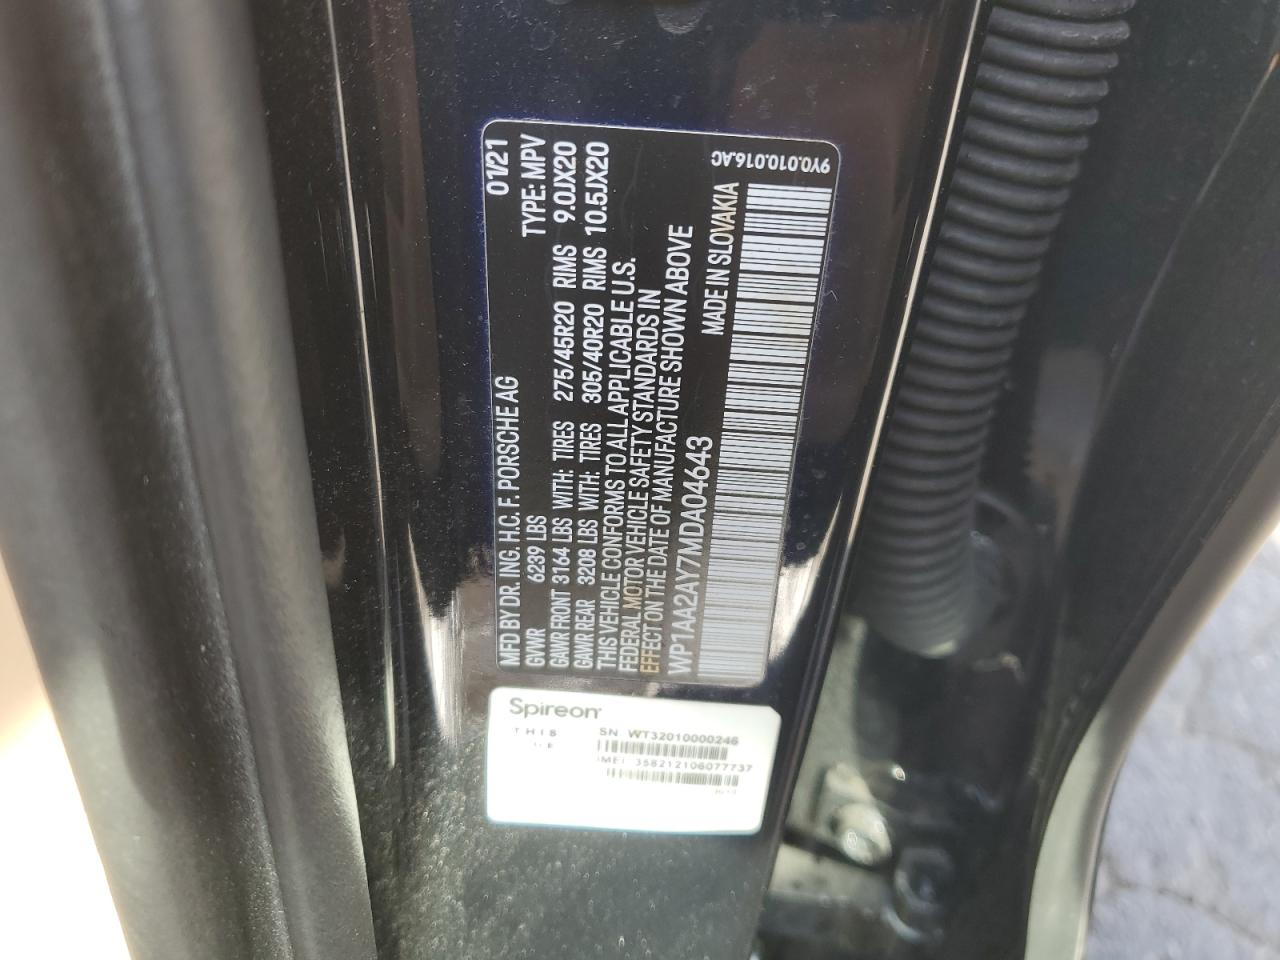 MFD BY DR. ING. H.C. F. PORSCHE AG 01/21
GVWR 6239 LBS TYPE: MPV
GAWR FRONT 3164 LBS WITH: TIRES 275/45R20 RIMS 9.0JX20
GAWR REAR 3208 LBS WITH: TIRES 305/40R20 RIMS 10.5JX20
THIS VEHICLE CONFORMS TO ALL APPLICABLE U.S.
FEDERAL MOTOR VEHICLE SAFETY STANDARDS IN
EFFECT ON THE DATE OF MANUFACTURE SHOWN ABOVE
WP1AA2AY7MDA04643 MADE IN SLOVAKIA
9Y0.010.016.AC
Spireon
THIS
SN WT32010000246
IMEI 358212106077737